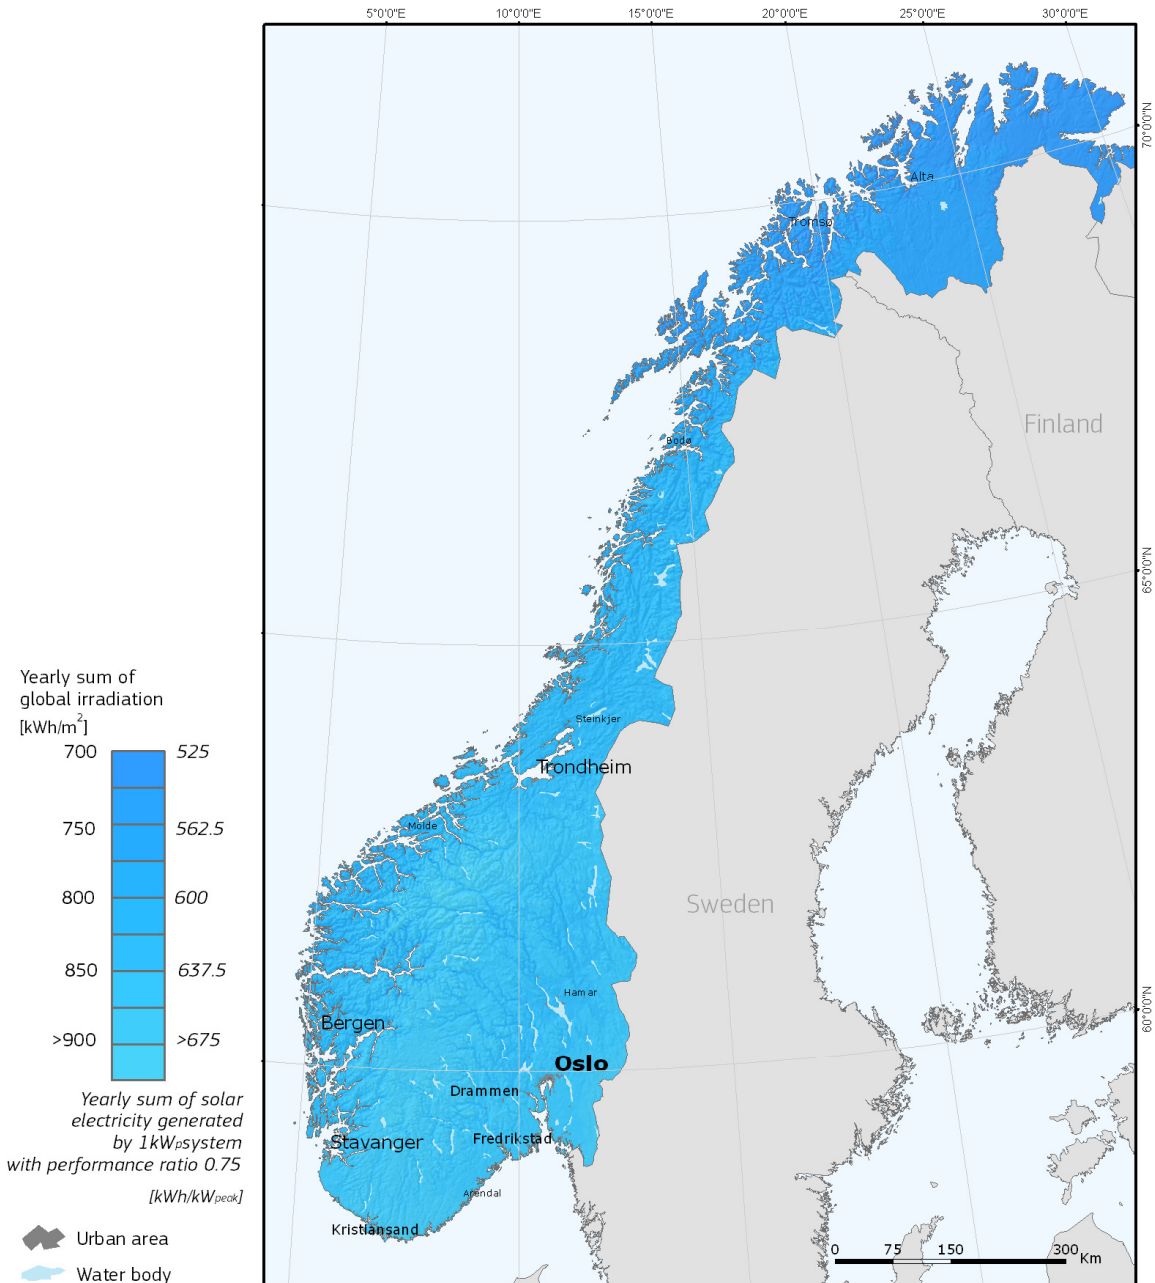 5°0'0"E 10°0'0"E 15°0'0"E 20°0'0"E 25°0'0"E 30°0'0"E
70°0'0"N
Alta
Tromsø
Finland
Bodø
65°0'0"N
Yearly sum of
global irradiation
[kWh/m²]
Steinkjer
700 525
Trondheim
750 562.5
Molde
800 600
Sweden
850 637.5
Hamar
60°0'0"N
Bergen
>900 >675
Oslo
Drammen
Yearly sum of solar
electricity generated
by 1kWpsystem
with performance ratio 0.75
[kWh/kWpeak]
Stavanger
Fredrikstad
Arendal
Kristiansand
Urban area
Water body
0 75 150 300 Km